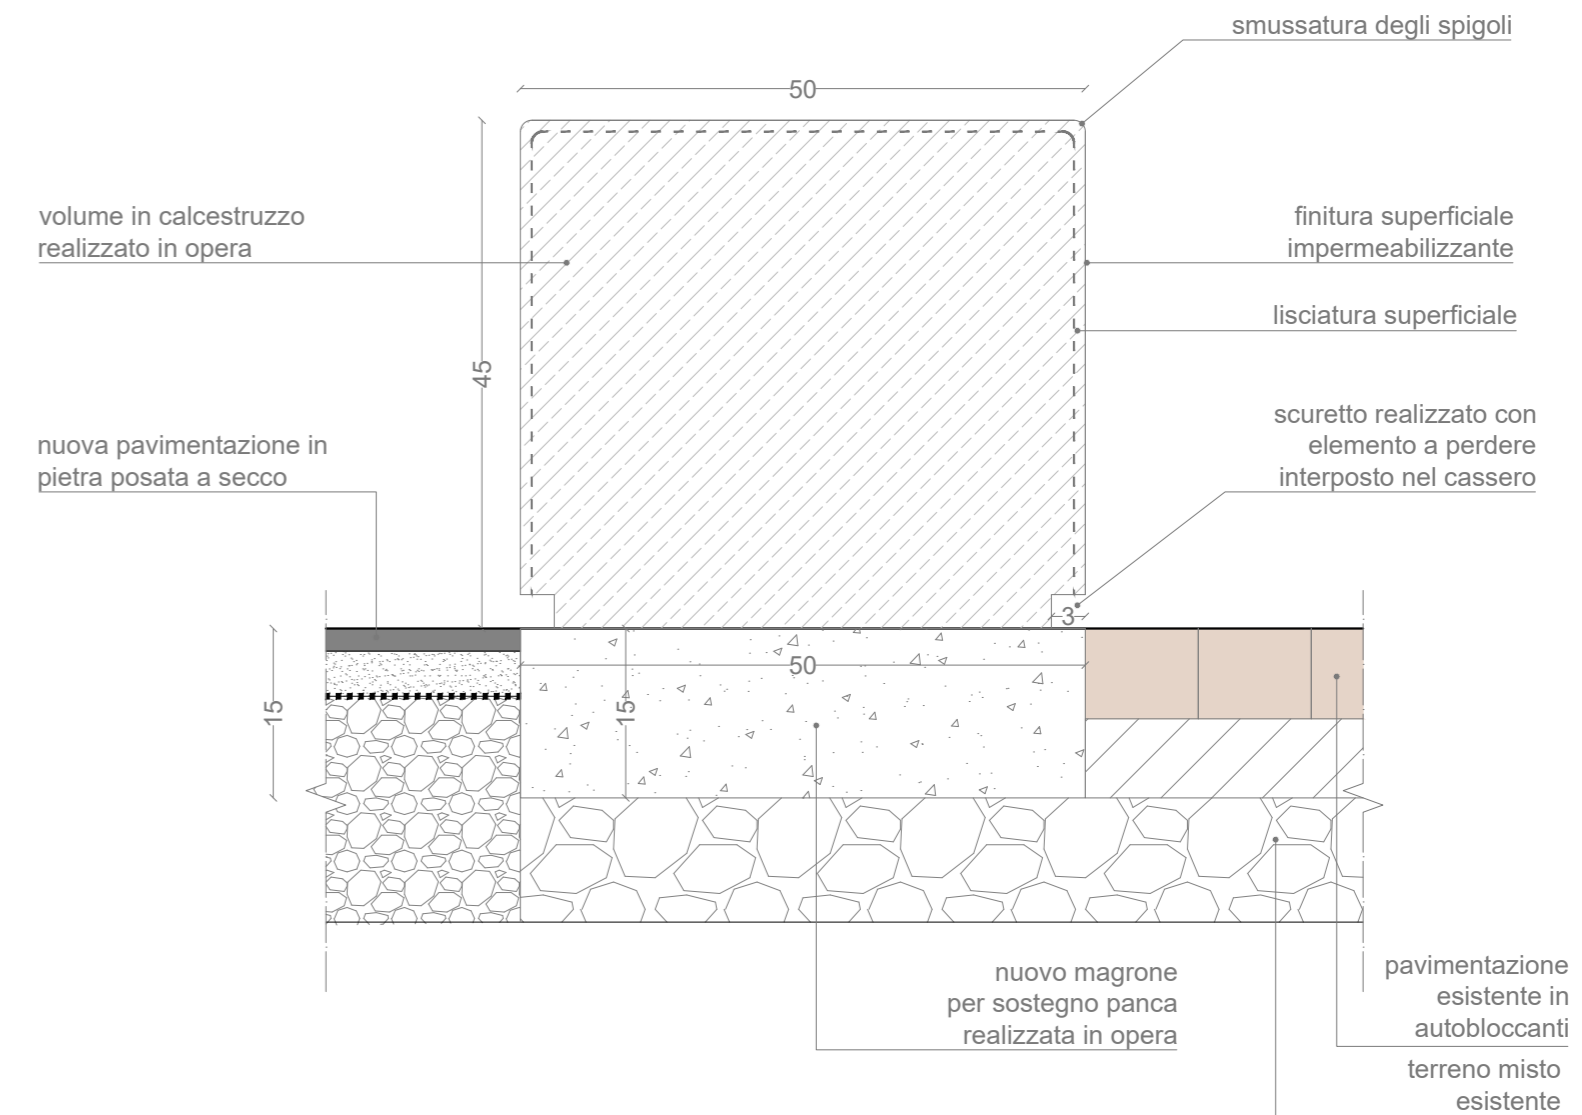 smussatura degli spigoli
50
volume in calcestruzzo
realizzato in opera
finitura superficiale
impermeabilizzante
lisciatura superficiale
45
scuretto realizzato con
elemento a perdere
interposto nel cassero
nuova pavimentazione in
pietra posata a secco
3
50
15
15
nuovo magrone
per sostegno panca
realizzata in opera
pavimentazione
esistente in
autobloccanti
terreno misto
esistente